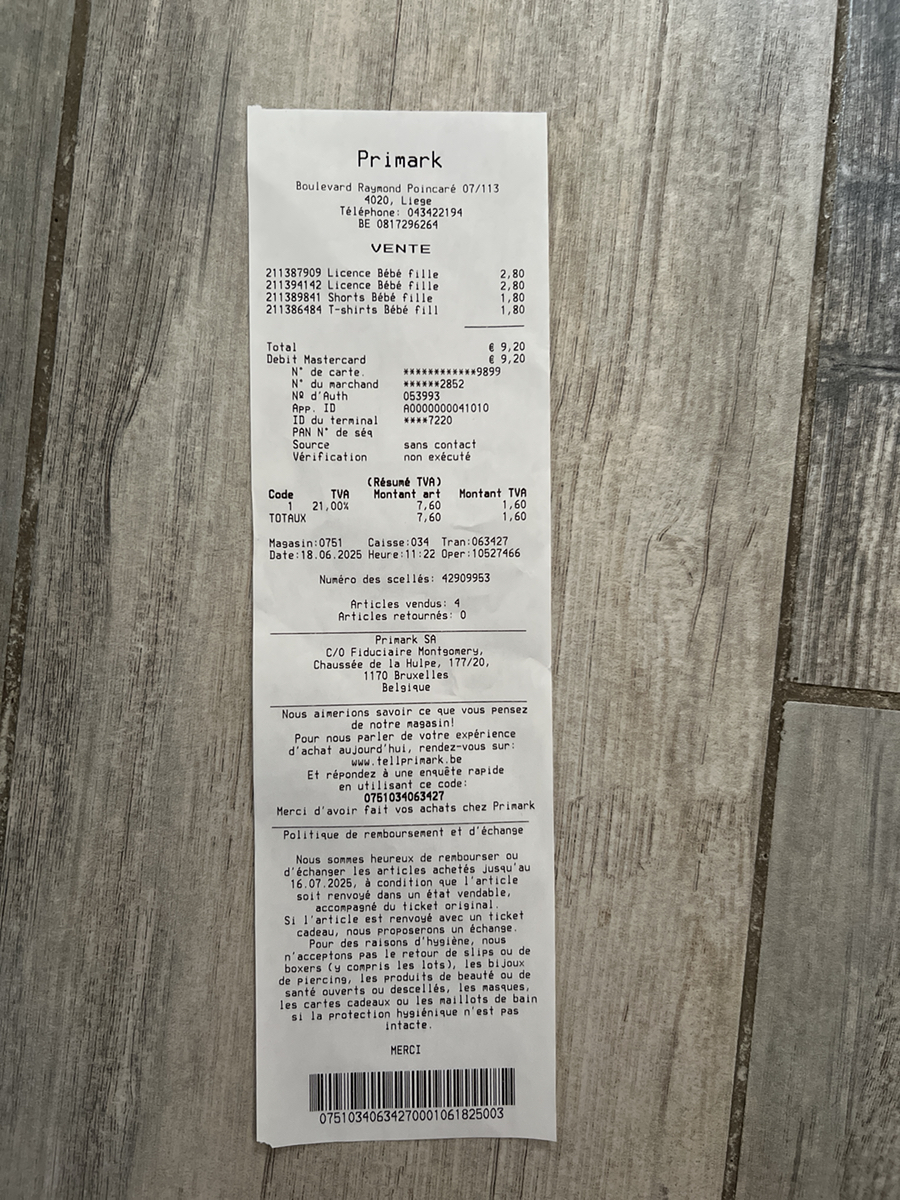 Primark
Boulevard Raymond Poincaré 07/113
4020, Liege
Téléphone: 043422194
BE 0817296264
VENTE
211387909 Licence Bébé fille 2,80
211394142 Licence Bébé fille 2,80
211389841 Shorts Bébé fille 1,80
211386484 T-shirts Bébé fill 1,80
Total € 9,20
Debit Mastercard € 9,20
N° de carte. ************9899
N° du marchand ******2852
Nº d'Auth 053993
App. ID A0000000041010
ID du terminal ****7220
PAN N° de séq
Source sans contact
Vérification non exécuté
(Résumé TVA)
Code TVA Montant art Montant TVA
1 21,00% 7,60 1,60
TOTAUX 7,60 1,60
Magasin:0751 Caisse:034 Tran:063427
Date:18.06.2025 Heure:11:22 Oper:10527466
Numéro des scellés: 42909953
Articles vendus: 4
Articles retournés: 0
Primark SA
C/O Fiduciaire Montgomery,
Chaussée de la Hulpe, 177/20,
1170 Bruxelles
Belgique
Nous aimerions savoir ce que vous pensez
de notre magasin!
Pour nous parler de votre expérience
d'achat aujourd'hui, rendez-vous sur:
www.tellprimark.be
Et répondez à une enquête rapide
en utilisant ce code:
0751034063427
Merci d'avoir fait vos achats chez Primark
Politique de remboursement et d'échange
Nous sommes heureux de rembourser ou
d'échanger les articles achetés jusqu'au
16.07.2025, à condition que l'article
soit renvoyé dans un état vendable,
accompagné du ticket original.
Si l'article est renvoyé avec un ticket
cadeau, nous proposerons un échange.
Pour des raisons d'hygiène, nous
n'acceptons pas le retour de slips ou de
boxers (y compris les lots), les bijoux
de piercing, les produits de beauté ou de
santé ouverts ou descellés, les masques,
les cartes cadeaux ou les maillots de bain
si la protection hygiénique n'est pas
intacte.
MERCI
07510340634270001061825003